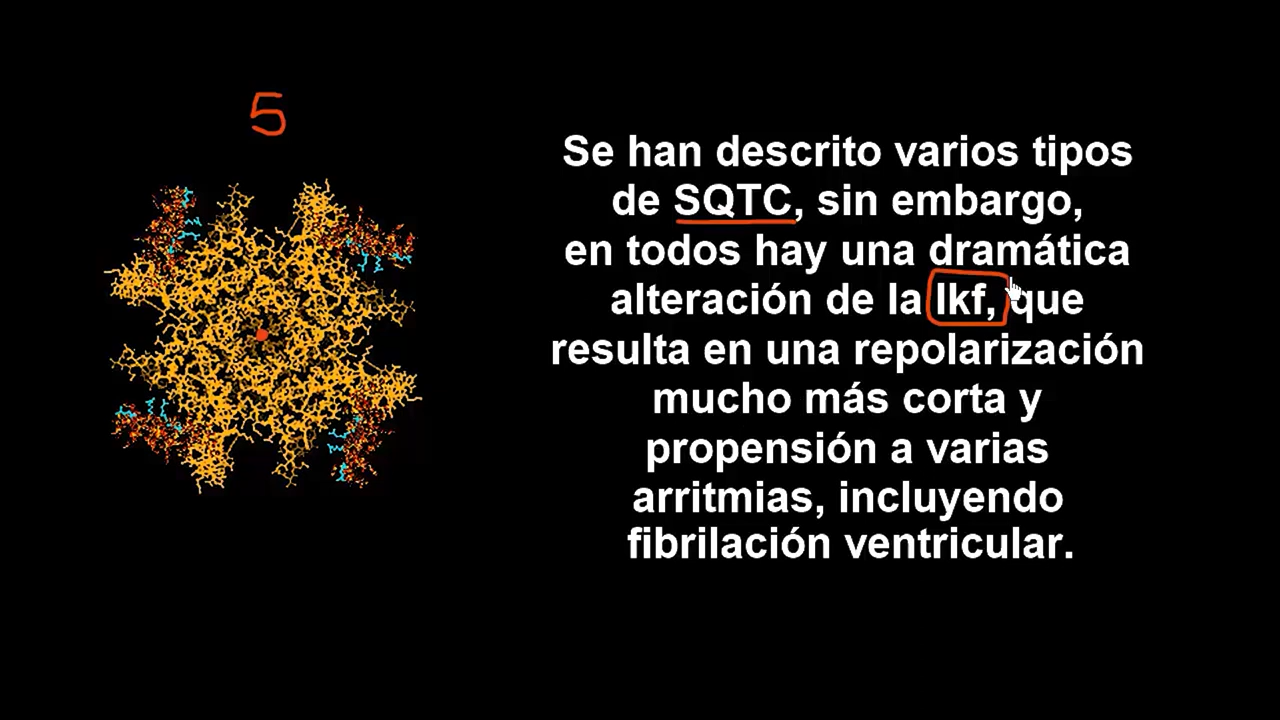 5
Se han descrito varios tipos
de SQTC, sin embargo,
en todos hay una dramática
alteración de la Ikf, que
resulta en una repolarización
mucho más corta y
propensión a varias
arritmias, incluyendo
fibrilación ventricular.